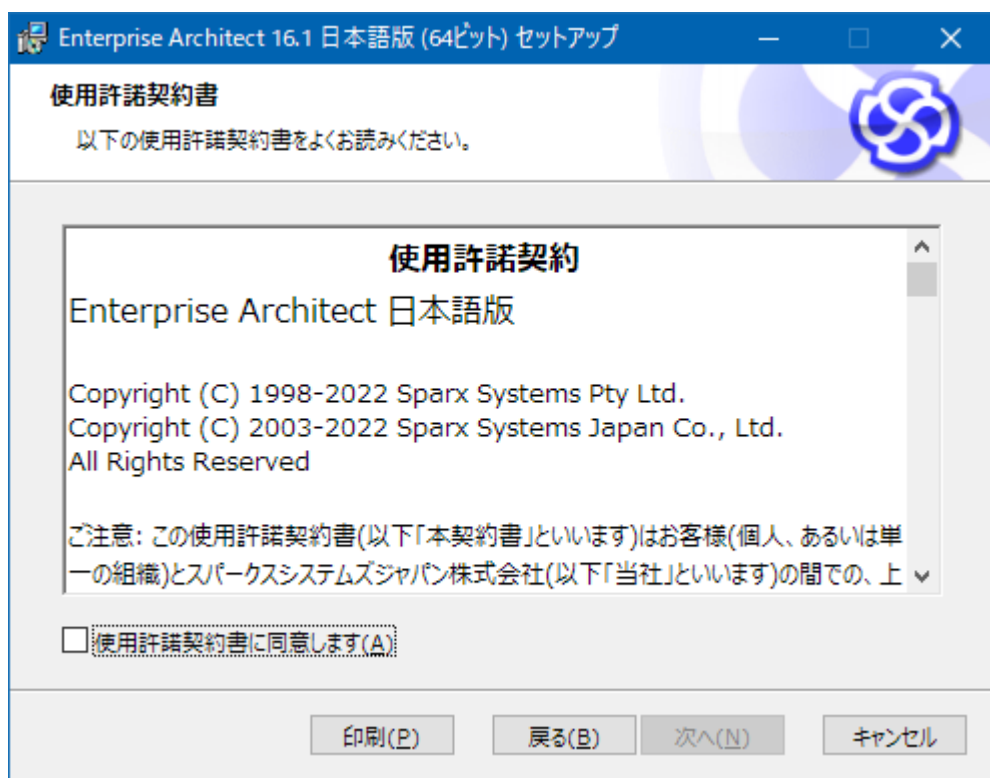 Enterprise Architect 16.1 日本語版 (64ビット) セットアップ
使用許諾契約書
以下の使用許諾契約書をよくお読みください。
使用許諾契約
Enterprise Architect 日本語版
Copyright (C) 1998-2022 Sparx Systems Pty Ltd.
Copyright (C) 2003-2022 Sparx Systems Japan Co., Ltd.
All Rights Reserved
ご注意: この使用許諾契約書(以下「本契約書」といいます)はお客様(個人、あるいは単
一の組織)とスパークスシステムズジャパン株式会社(以下「当社」といいます)の間での、上
使用許諾契約書に同意します(A)
印刷(P) 戻る(B) 次へ(N) キャンセル